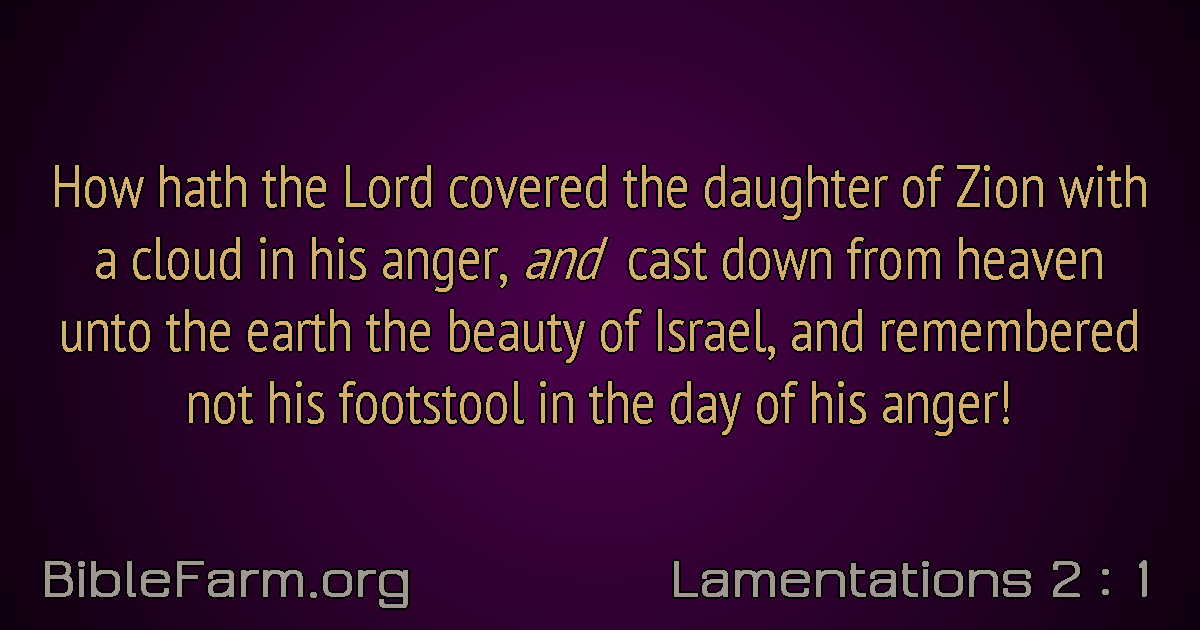 How hath the Lord covered the daughter of Zion with
a cloud in his anger, and cast down from heaven
unto the earth the beauty of Israel, and remembered
not his footstool in the day of his anger!
BibleFarm.org
Lamentations 2 : 1